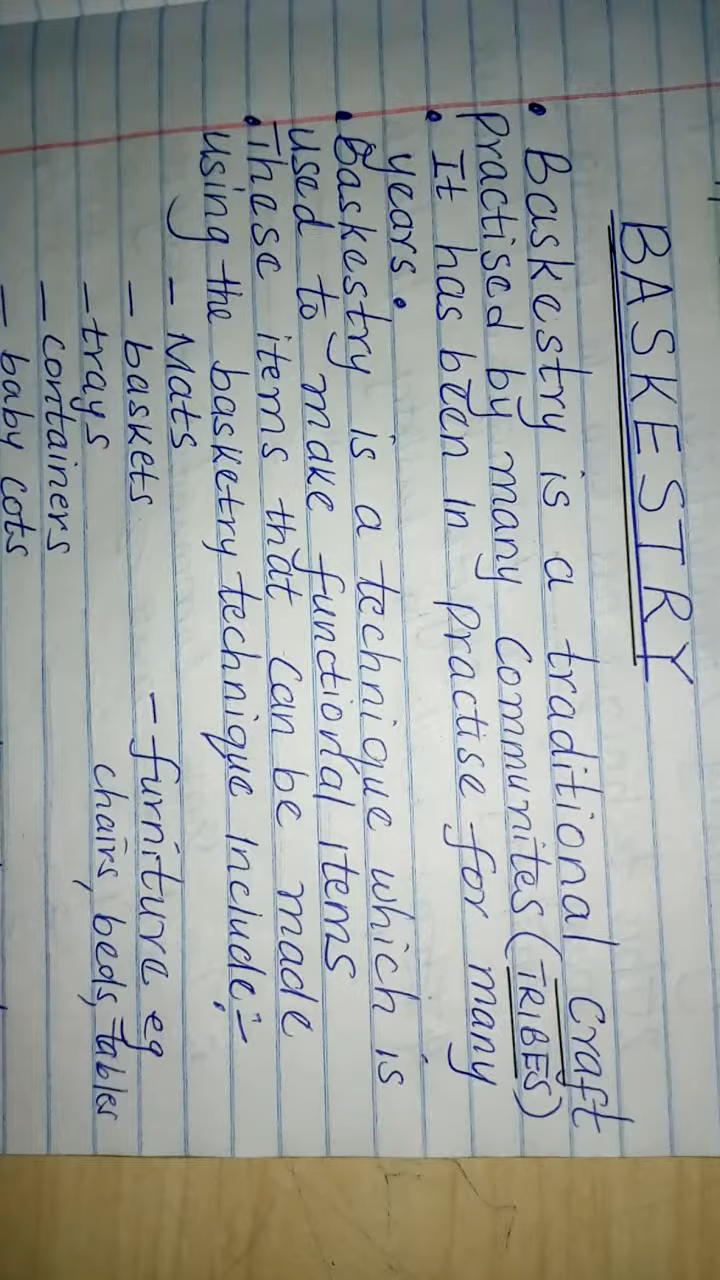 BASKESTRY
• Baskestry is a traditional craft
practised by many communites (TRIBES)
• It has been in practise for many
years.
• Baskestry is a technique which is
used to make functional items
• These items that can be made
using the basketry technique include:-
- Mats
- baskets
- trays
- containers
- baby cots
- furniture eg
chairs, beds, tables